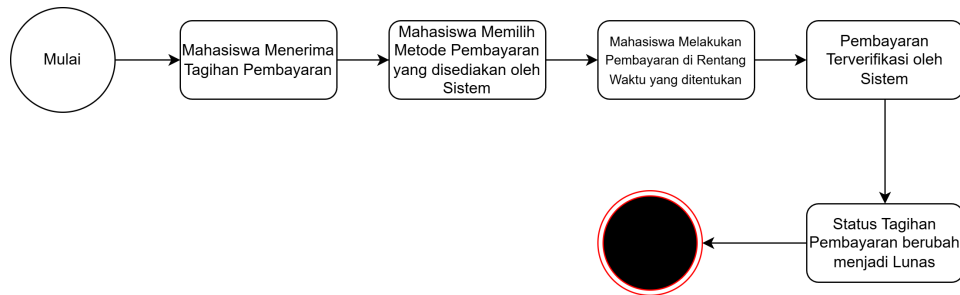 Mulai
Mahasiswa Menerima
Tagihan Pembayaran
Mahasiswa Memilih
Metode Pembayaran
yang disediakan oleh
Sistem
Mahasiswa Melakukan
Pembayaran di Rentang
Waktu yang ditentukan
Pembayaran
Terverifikasi oleh
Sistem
Status Tagihan
Pembayaran berubah
menjadi Lunas